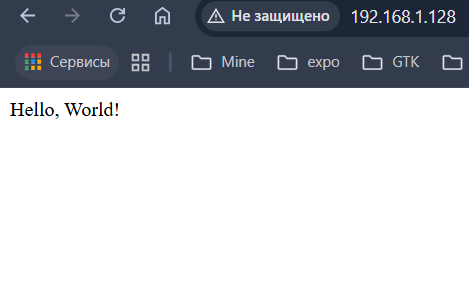 Не защищено 192.168.1.128
Сервисы Mine expo GTK
Hello, World!